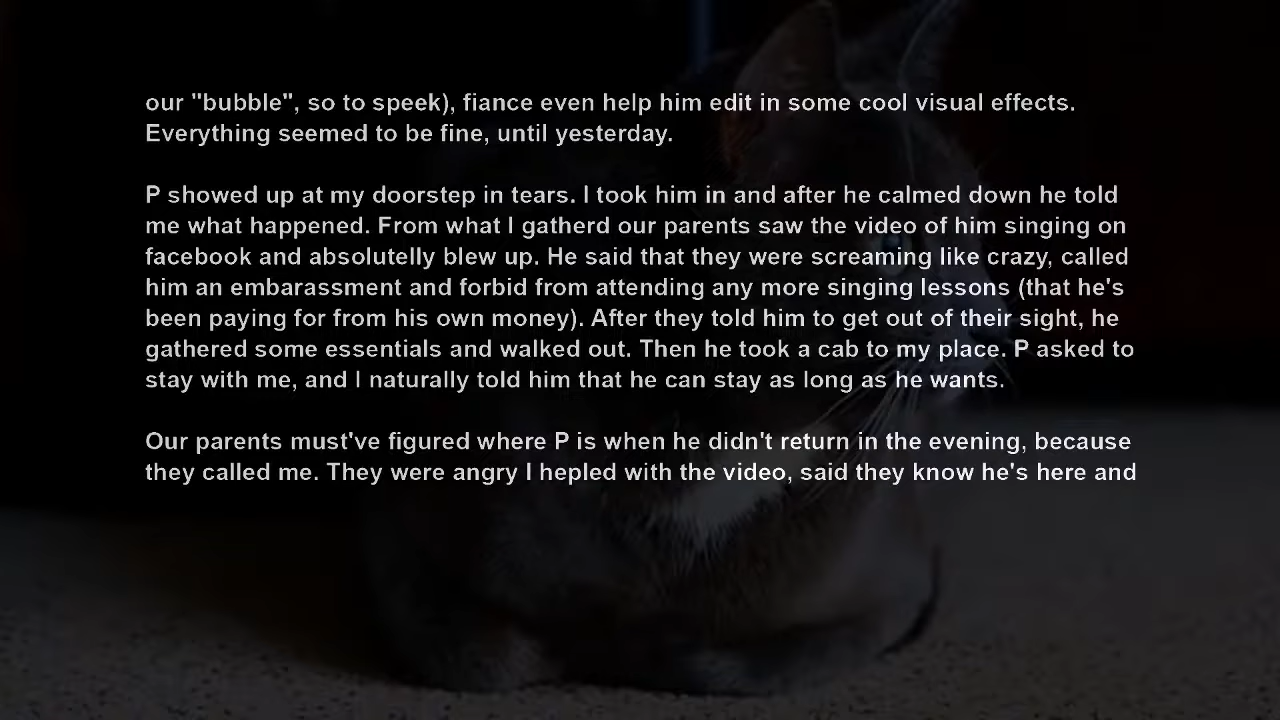 our "bubble", so to speek), fiance even help him edit in some cool visual effects.
Everything seemed to be fine, until yesterday.
P showed up at my doorstep in tears. I took him in and after he calmed down he told
me what happened. From what I gatherd our parents saw the video of him singing on
facebook and absolutelly blew up. He said that they were screaming like crazy, called
him an embarassment and forbid from attending any more singing lessons (that he's
been paying for from his own money). After they told him to get out of their sight, he
gathered some essentials and walked out. Then he took a cab to my place. P asked to
stay with me, and I naturally told him that he can stay as long as he wants.
Our parents must've figured where P is when he didn't return in the evening, because
they called me. They were angry I hepled with the video, said they know he's here and